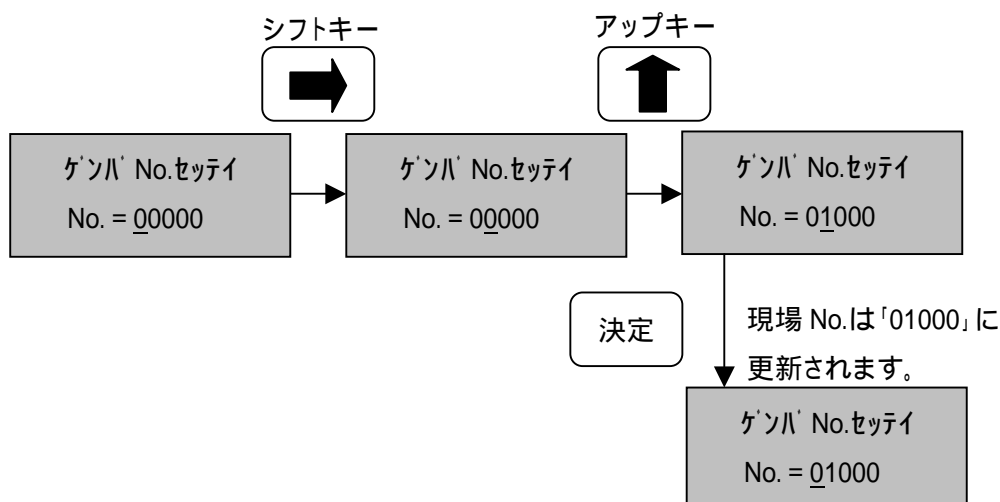 シフトキー
アップキー
ｹﾞﾝﾊﾞ No.ｾｯﾃｲ
No. = 00000
ｹﾞﾝﾊﾞ No.ｾｯﾃｲ
No. = 00000
ｹﾞﾝﾊﾞ No.ｾｯﾃｲ
No. = 01000
決定
現場 No.は「01000」に
更新されます。
ｹﾞﾝﾊﾞ No.ｾｯﾃｲ
No. = 01000